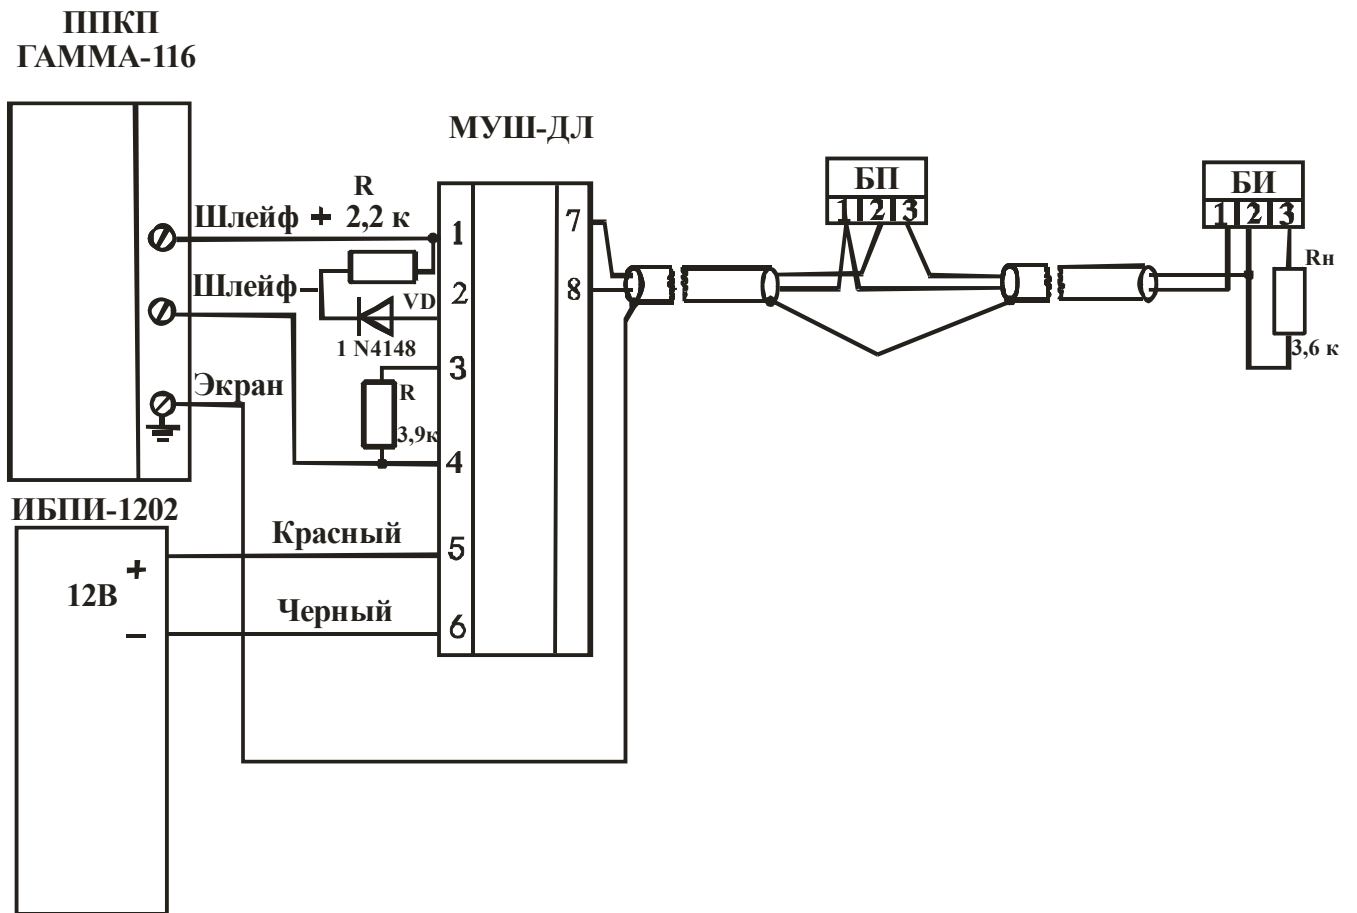 ППКП
ГАММА-116
МУШ-ДЛ
R
Шлейф + 2,2 к
Шлейф-
VD
1 N4148
Экран
R
3,9к
1
2
3
4
5
6
7
8
БП
1 2 3
БИ
1 2 3
Rн
3,6 к
ИБПИ-1202
+
12В
–
Красный
Черный